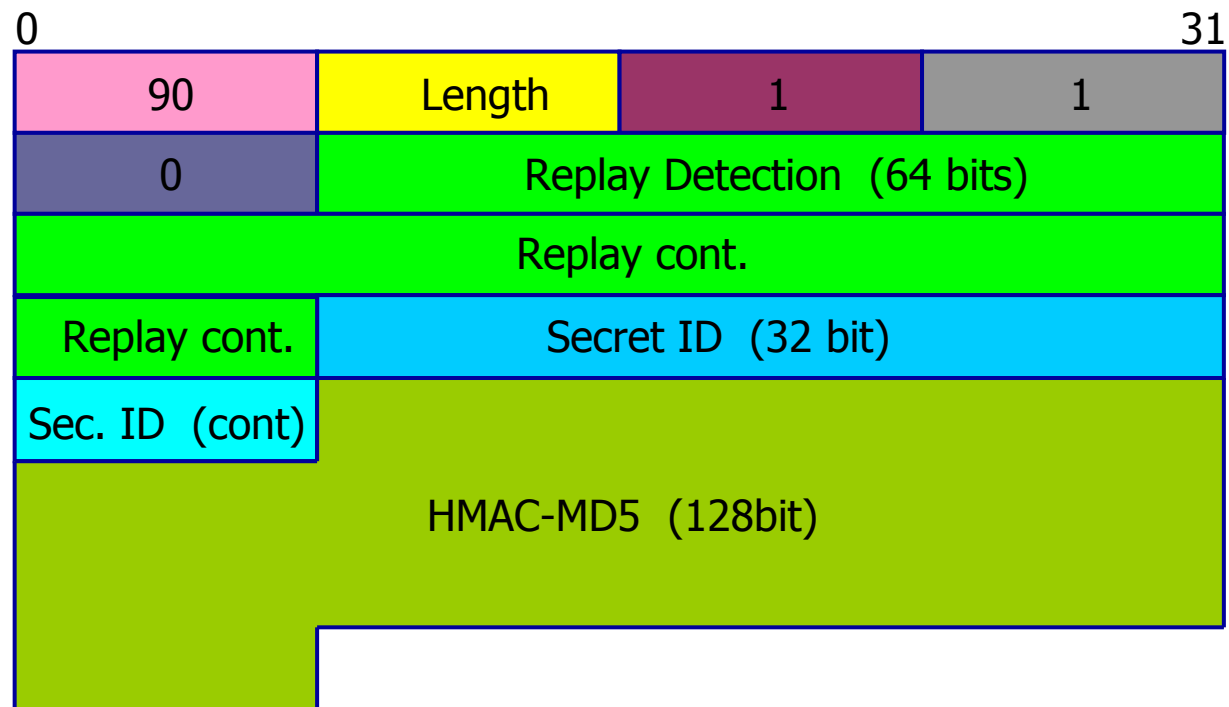 0 31
90 Length 1 1
0 Replay Detection (64 bits)
Replay cont.
Replay cont. Secret ID (32 bit)
Sec. ID (cont)
HMAC-MD5 (128bit)